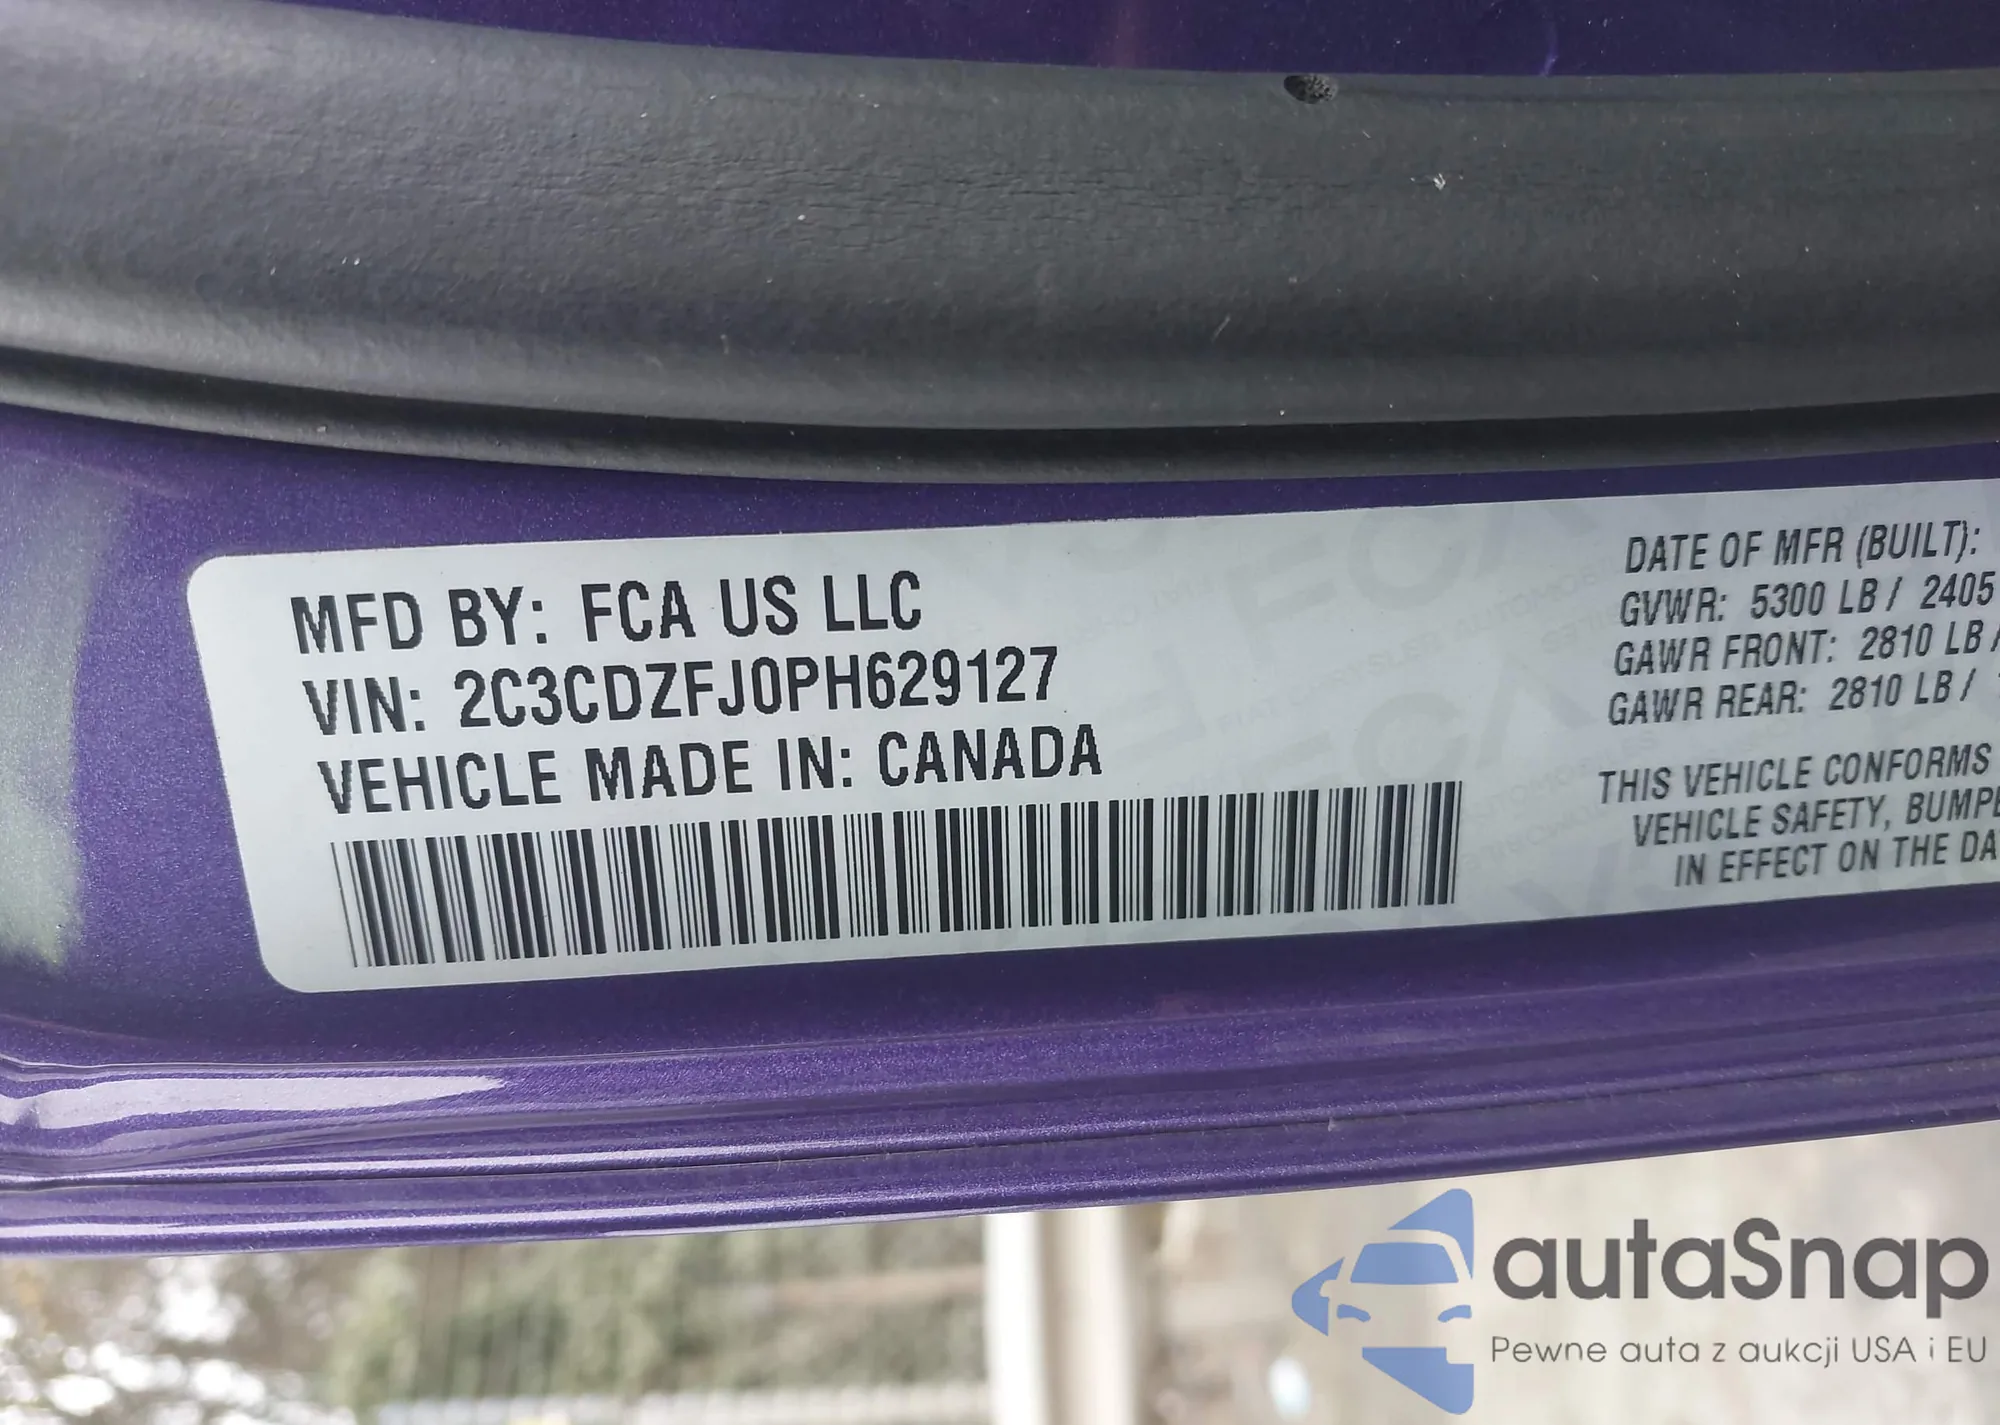 MFD BY: FCA US LLC
VIN: 2C3CDZFJ0PH629127
VEHICLE MADE IN: CANADA
DATE OF MFR (BUILT):
GVWR: 5300 LB / 2405
GAWR FRONT: 2810 LB /
GAWR REAR: 2810 LB /
THIS VEHICLE CONFORMS
VEHICLE SAFETY, BUMPE
IN EFFECT ON THE DA
autaSnap
Pewne auta z aukcji USA i EU